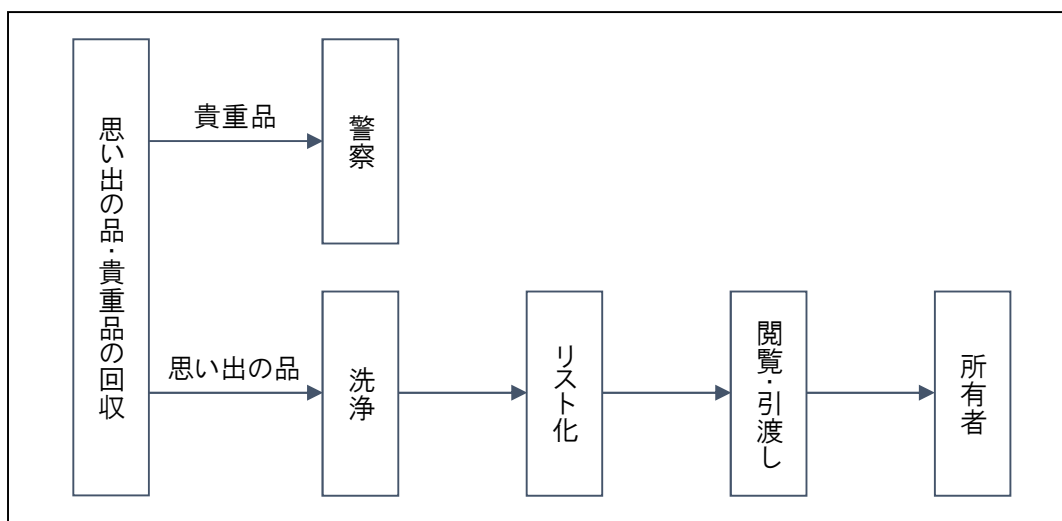 思い出の品・貴重品の回収
貴重品
警察
思い出の品
洗浄
リスト化
閲覧・引渡し
所有者